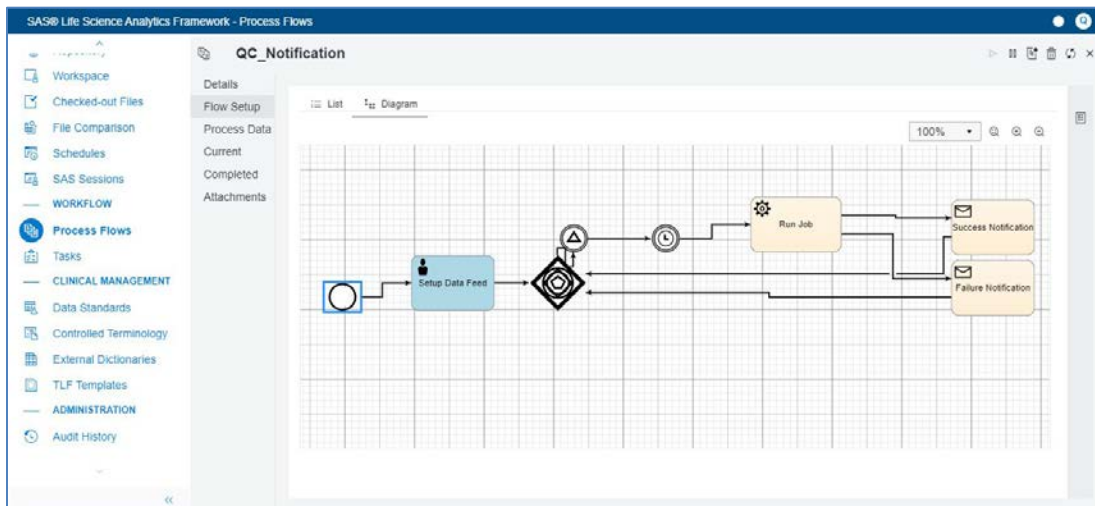 SAS® Life Science Analytics Framework - Process Flows
Q
Workspace
Checked-out Files
File Comparison
Schedules
SAS Sessions
WORKFLOW
Process Flows
Tasks
CLINICAL MANAGEMENT
Data Standards
Controlled Terminology
External Dictionaries
TLF Templates
ADMINISTRATION
Audit History
QC_Notification
Details
Flow Setup
Process Data
Current
Completed
Attachments
List Diagram
100%
Setup Data Feed
Run Job
Success Notification
Failure Notification